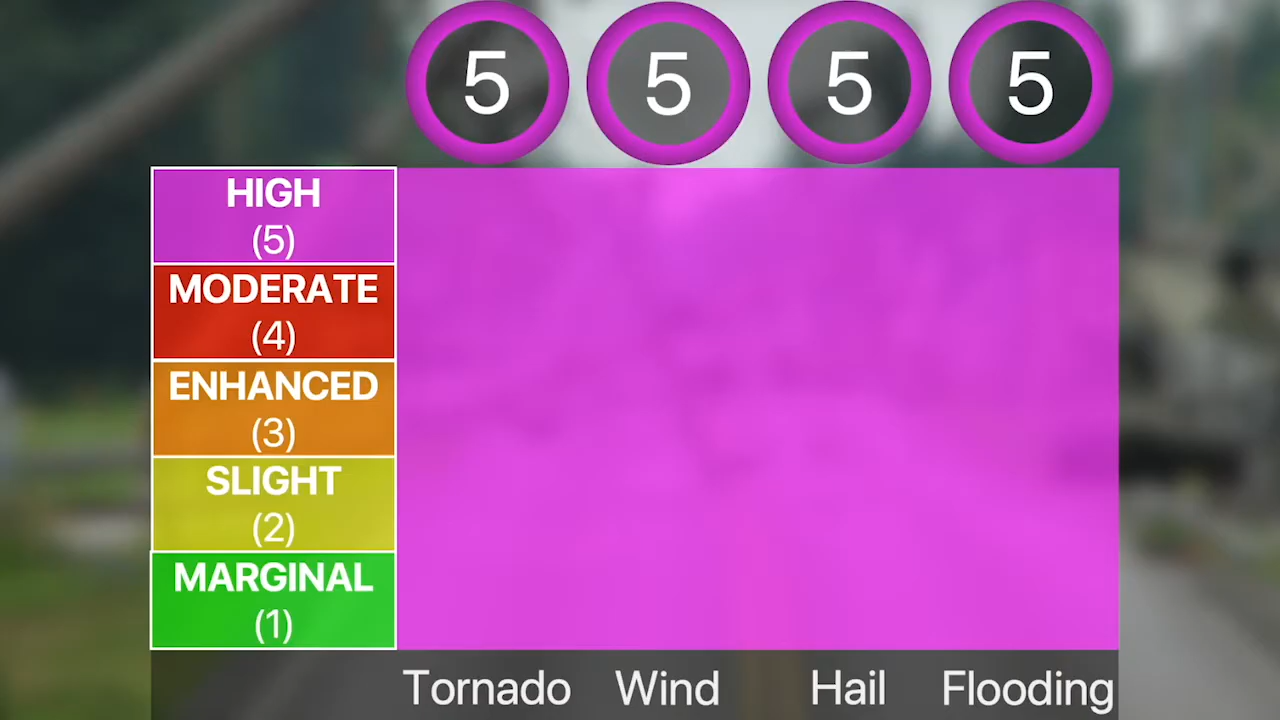 5 5 5 5
HIGH
(5)
MODERATE
(4)
ENHANCED
(3)
SLIGHT
(2)
MARGINAL
(1)
Tornado Wind Hail Flooding